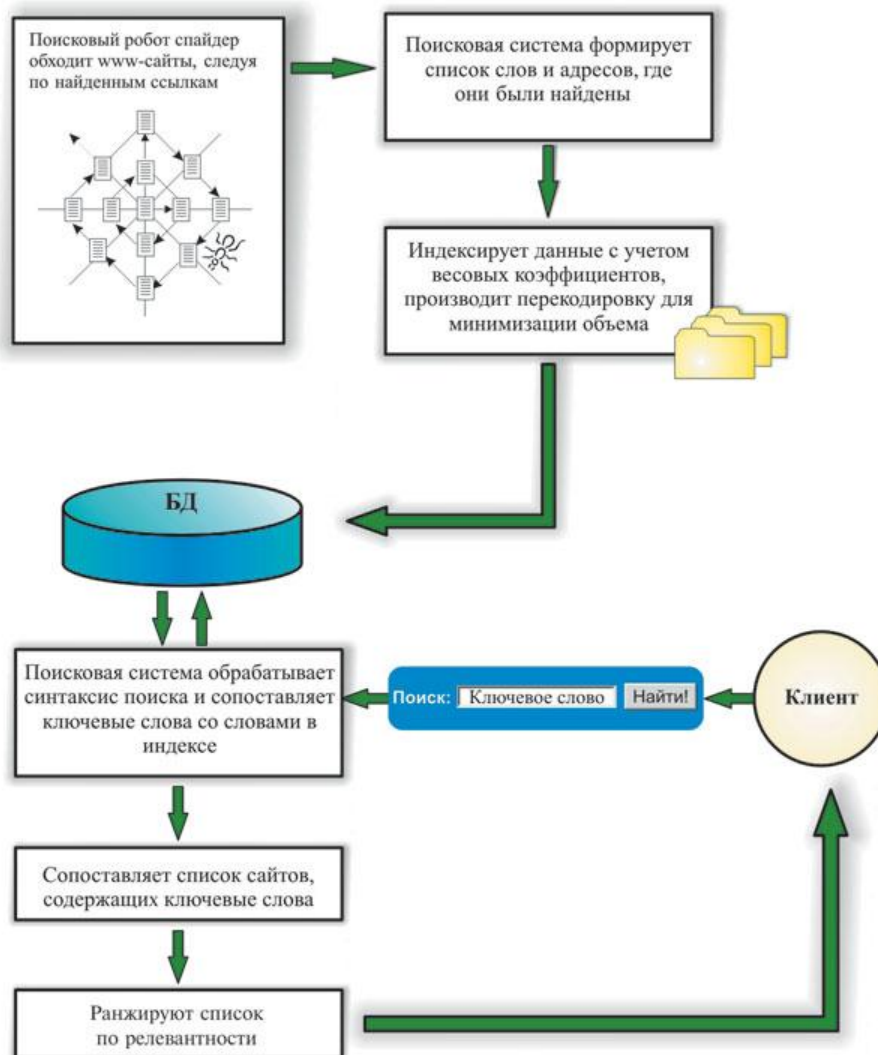 Поисковый робот спайдер
обходит www-сайты, следуя
по найденным ссылкам
Поисковая система формирует
список слов и адресов, где
они были найдены
Индексирует данные с учетом
весовых коэффициентов,
производит перекодировку для
минимизации объема
БД
Поисковая система обрабатывает
синтаксис поиска и сопоставляет
ключевые слова со словами в
индексе
Поиск: Ключевое слово Найти!
Клиент
Сопоставляет список сайтов,
содержащих ключевые слова
Ранжируют список
по релевантности